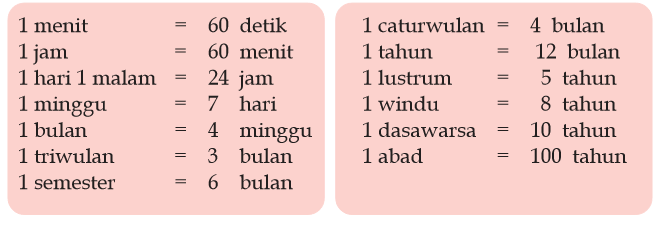 1 menit = 60 detik
1 jam = 60 menit
1 hari 1 malam = 24 jam
1 minggu = 7 hari
1 bulan = 4 minggu
1 triwulan = 3 bulan
1 semester = 6 bulan
1 caturwulan = 4 bulan
1 tahun = 12 bulan
1 lustrum = 5 tahun
1 windu = 8 tahun
1 dasawarsa = 10 tahun
1 abad = 100 tahun